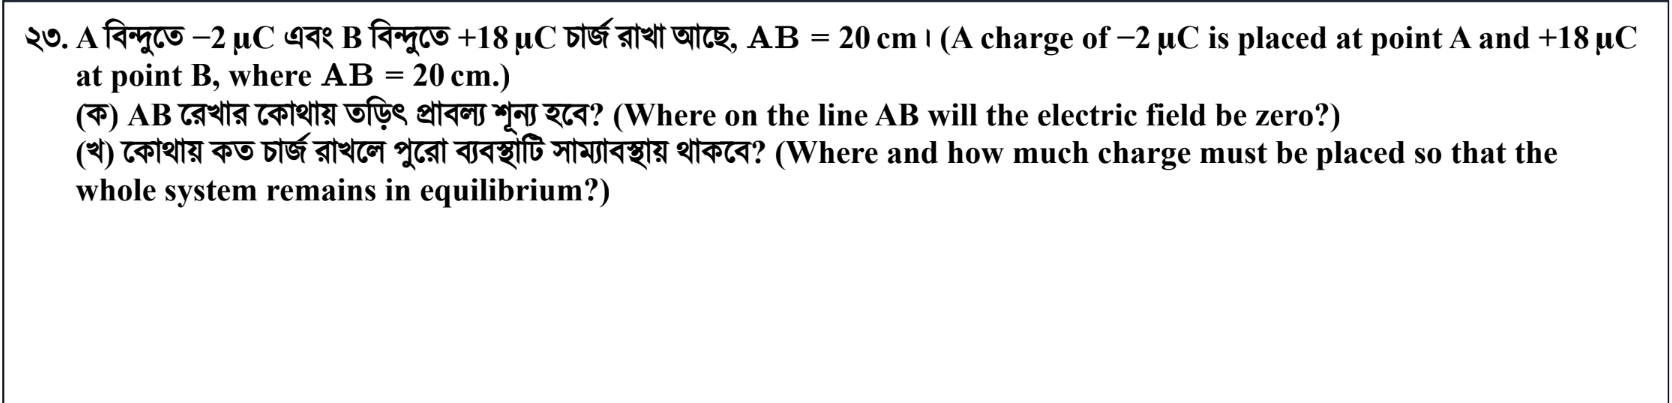 ২৩. A বিন্দুতে −2 μC এবং B বিন্দুতে +18 μC চার্জ রাখা আছে, AB = 20 cm। (A charge of −2 μC is placed at point A and +18 μC
at point B, where AB = 20 cm.)
(ক) AB রেখার কোথায় তড়িৎ প্রাবল্য শূন্য হবে? (Where on the line AB will the electric field be zero?)
(খ) কোথায় কত চার্জ রাখলে পুরো ব্যবস্থাটি সাম্যাবস্থায় থাকবে? (Where and how much charge must be placed so that the
whole system remains in equilibrium?)